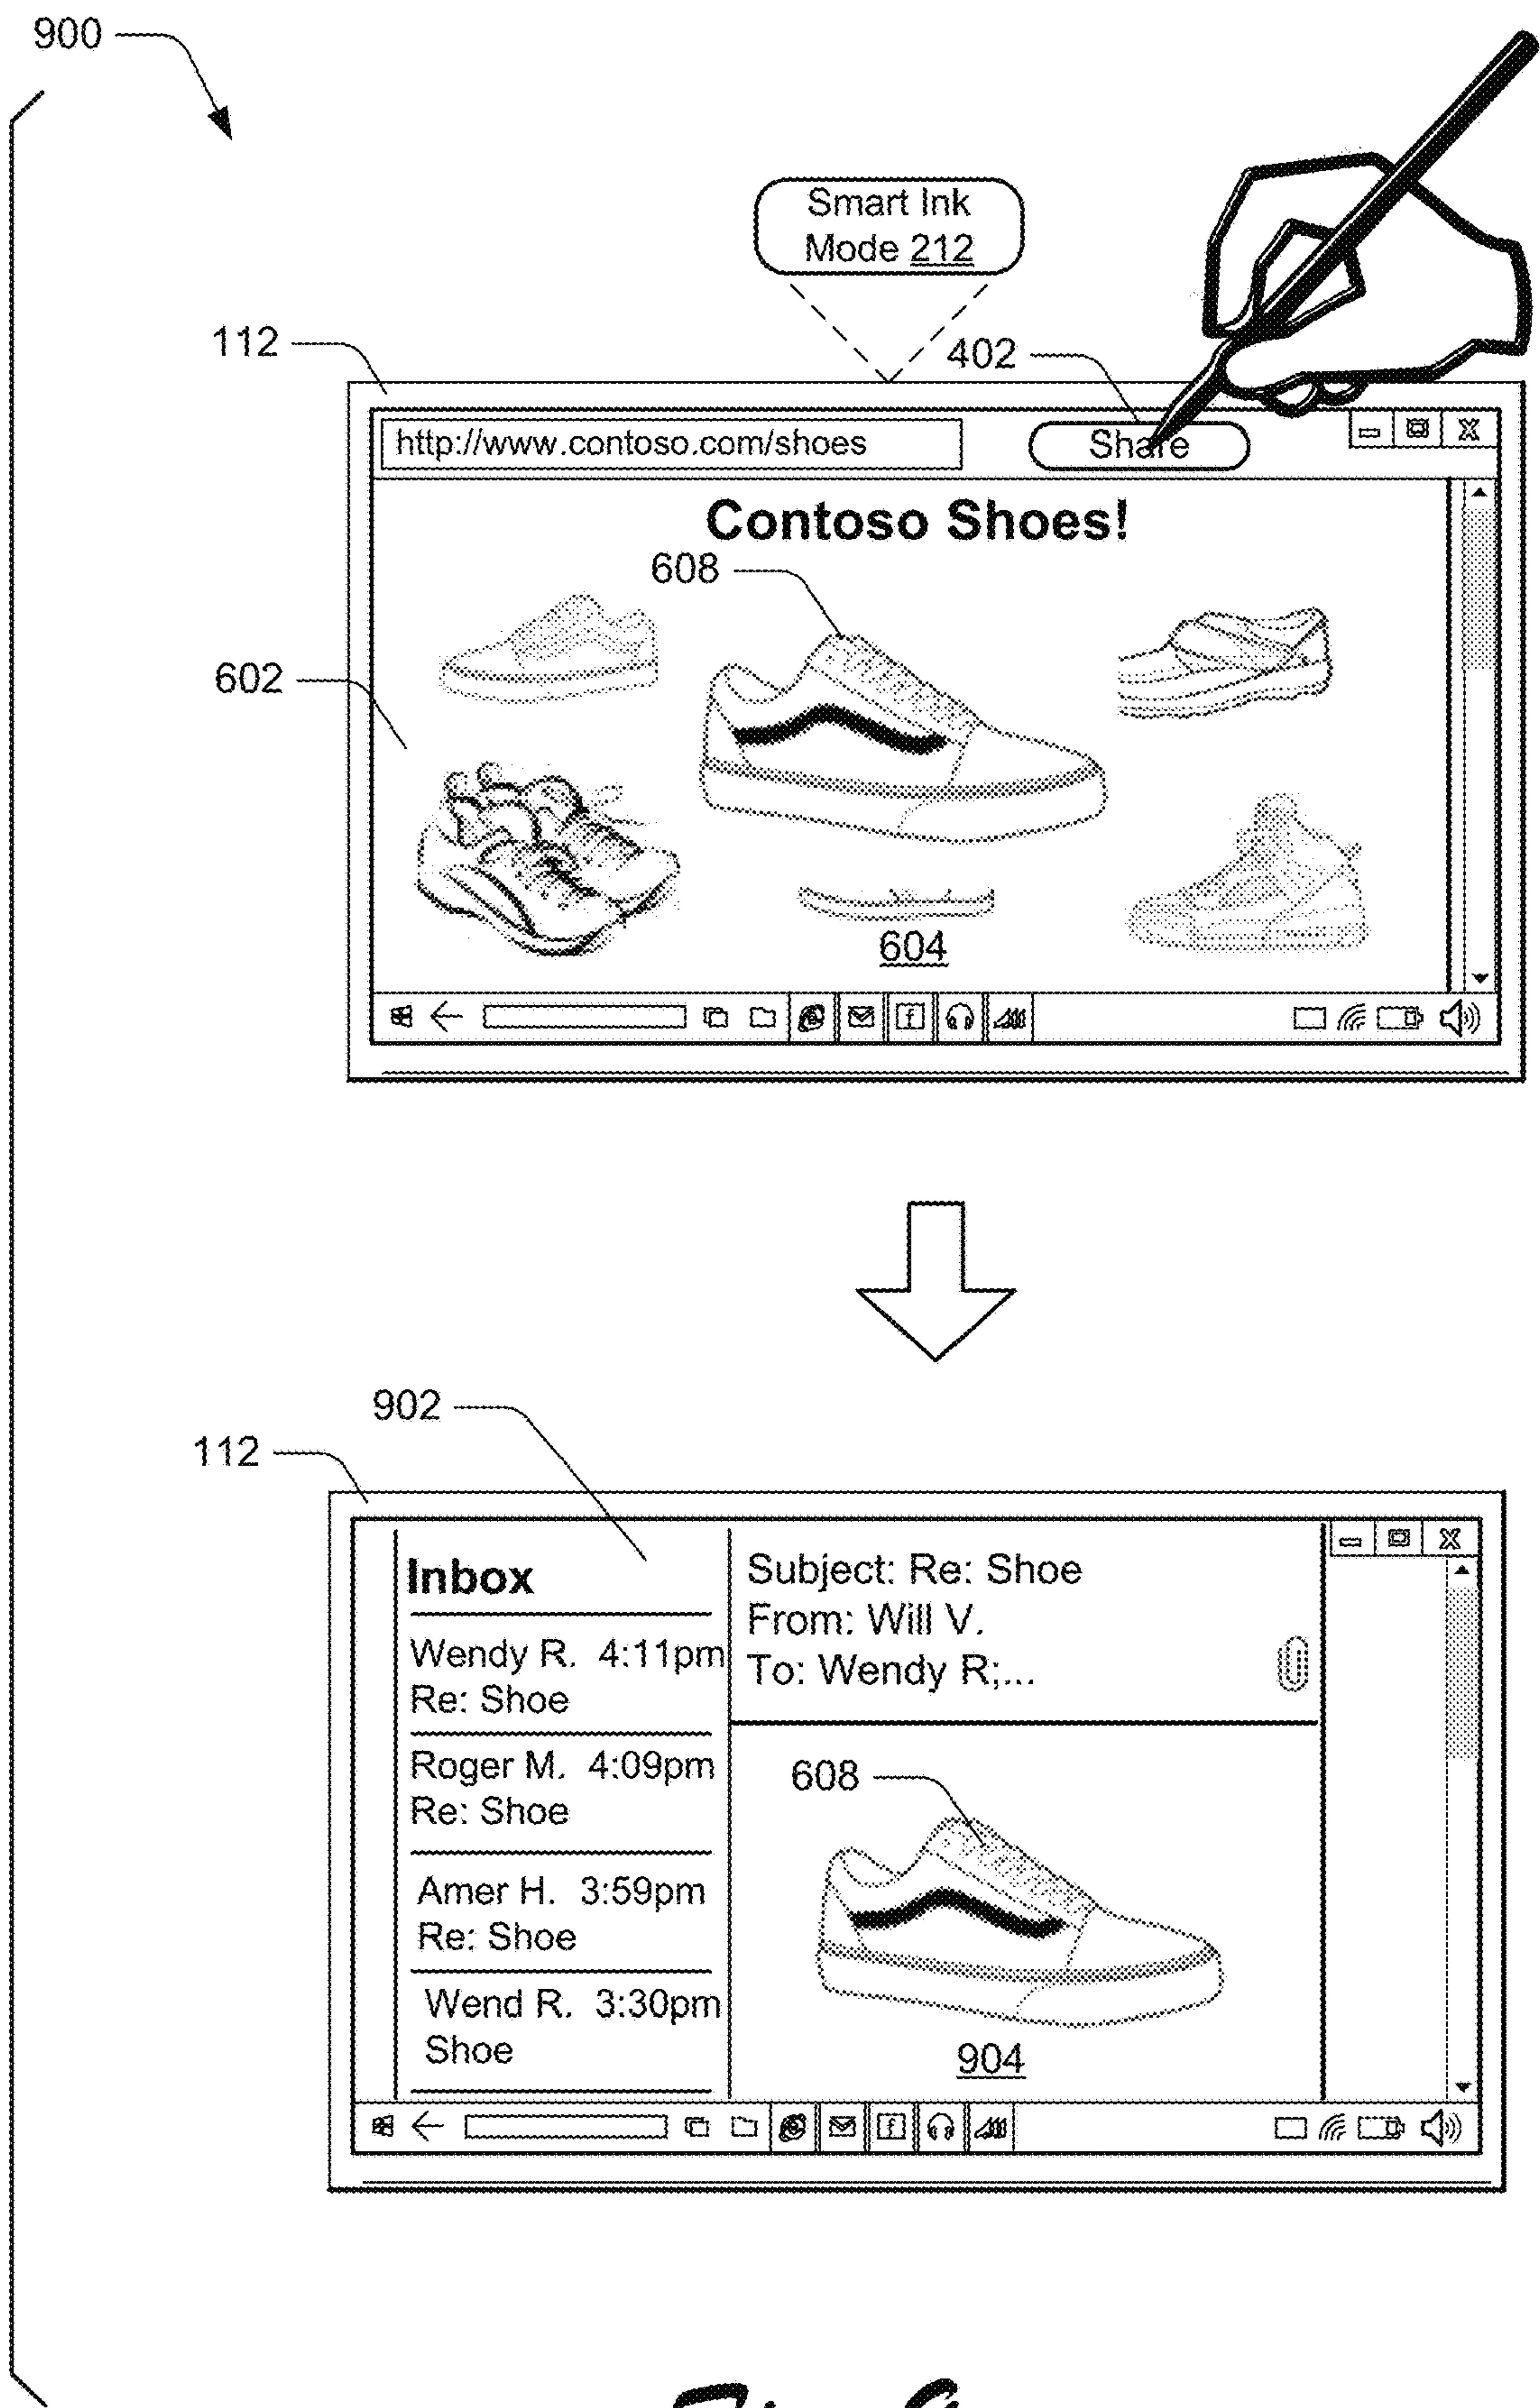 900
Smart Ink
Mode 212
112
402
http://www.contoso.com/shoes
Share
X
Contoso Shoes!
608
602
604
f
902
112
X
Inbox
Subject: Re: Shoe
From: Will V.
To: Wendy R;...
Wendy R. 4:11pm
Re: Shoe
Roger M. 4:09pm
Re: Shoe
608
Amer H. 3:59pm
Re: Shoe
Wend R. 3:30pm
Shoe
904
f